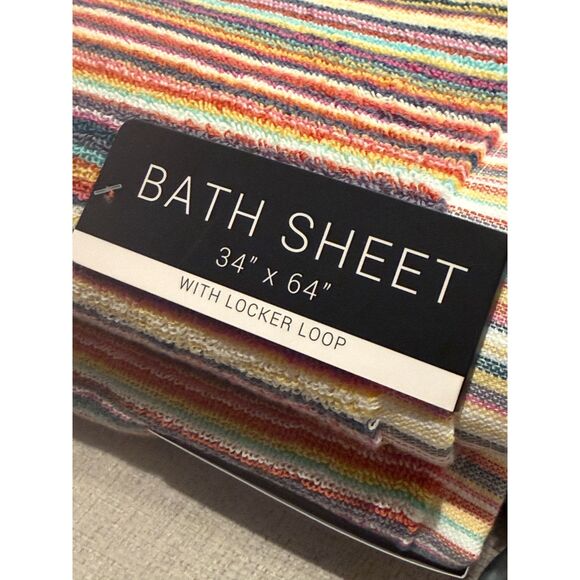 BATH SHEET
34" x 64"
WITH LOCKER LOOP